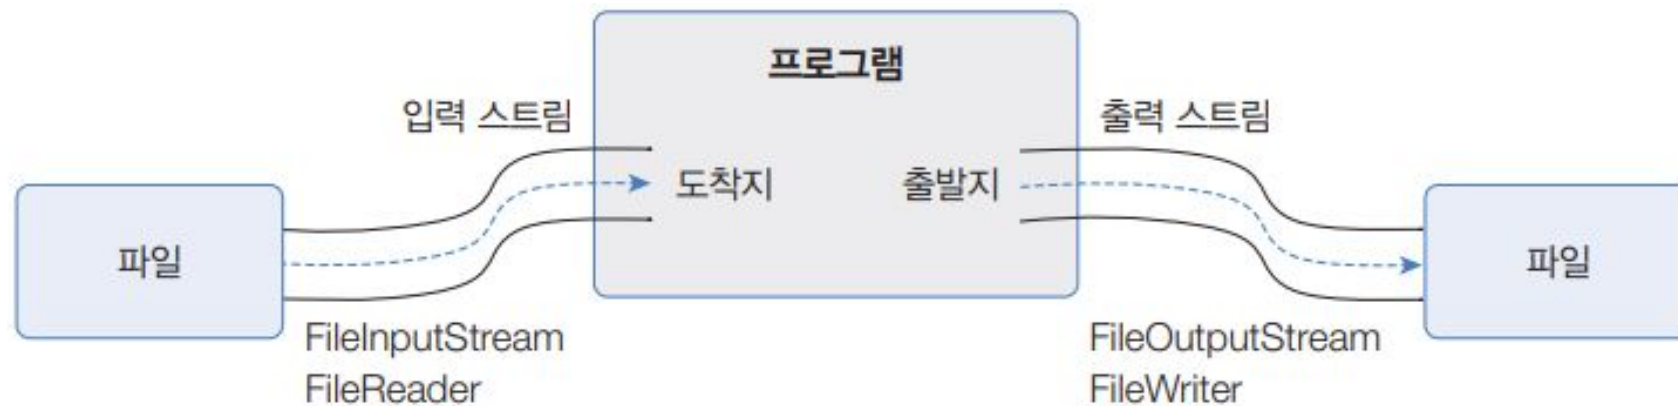 프로그램
입력 스트림
출력 스트림
도착지
출발지
파일
파일
FileInputStream
FileReader
FileOutputStream
FileWriter